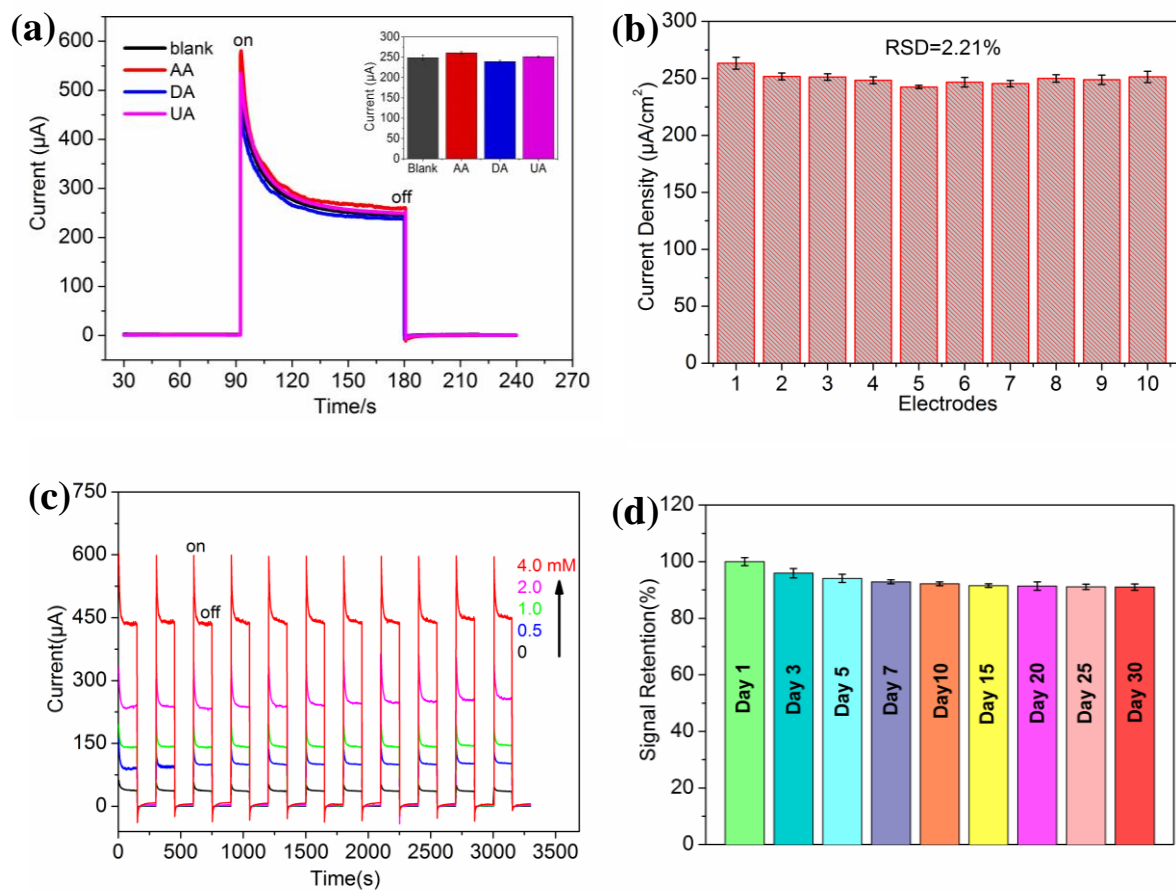 (a)
blank
AA
DA
UA
on
off
Current (µA)
600
500
400
300
200
100
0
30 60 90 120 150 180 210 240 270
Time/s
Current (µA)
300
250
200
150
100
50
0
Blank AA DA UA
(b)
RSD=2.21%
Current Density (µA/cm²)
300
250
200
150
100
50
0
1 2 3 4 5 6 7 8 9 10
Electrodes
(c)
on
off
4.0 mM
2.0
1.0
0.5
0
Current(µA)
750
600
450
300
150
0
0 500 1000 1500 2000 2500 3000 3500
Time(s)
(d)
Signal Retention(%)
120
100
80
60
40
20
0
Day 1
Day 3
Day 5
Day 7
Day10
Day 15
Day 20
Day 25
Day 30